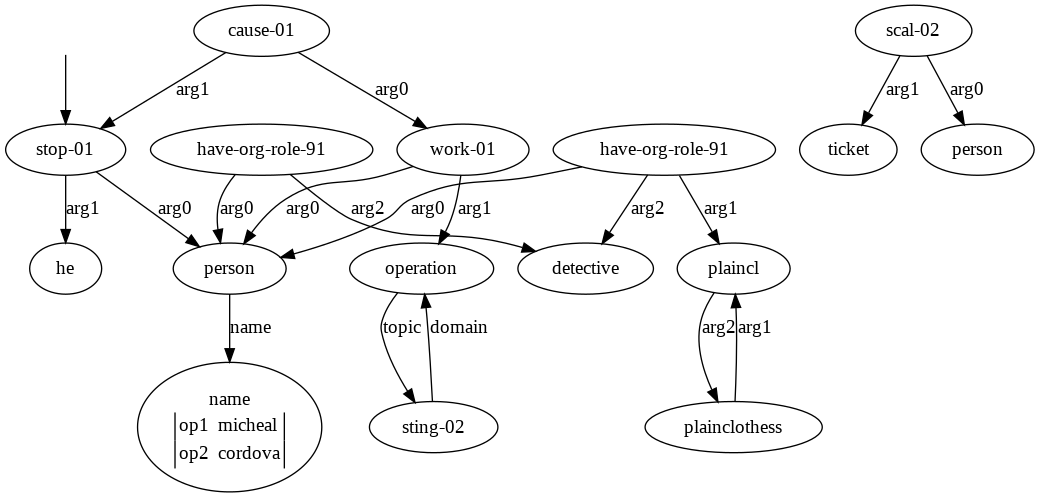 cause-01
scal-02
arg1
arg0
arg1
arg0
stop-01
have-org-role-91
work-01
have-org-role-91
ticket
person
arg1
arg0
arg0
arg0
arg2
arg0
arg1
arg2
arg1
he
person
operation
detective
plaincl
name
topic
domain
arg2
arg1
name
op1 micheal
op2 cordova
sting-02
plainclothess